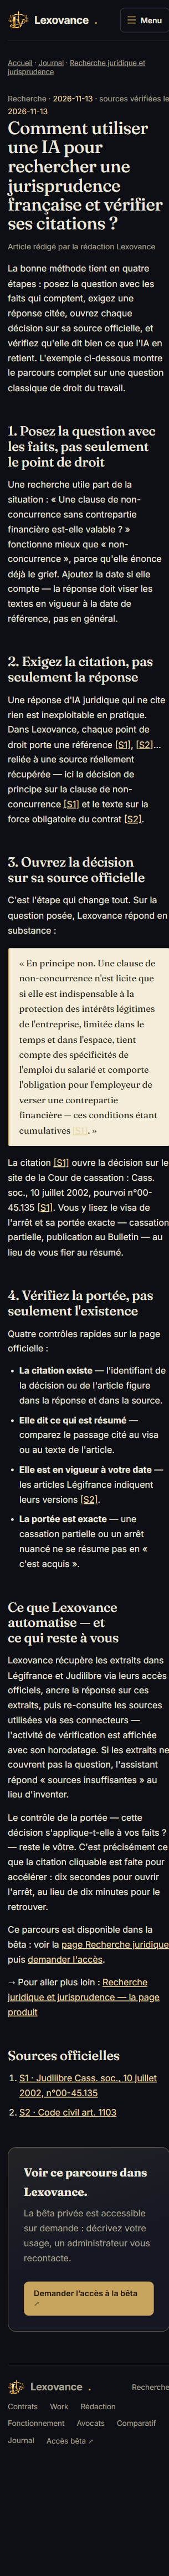 Lexovance .
Menu
Accueil · Journal · Recherche juridique et
jurisprudence
Recherche · 2026-11-13 · sources vérifiées le
2026-11-13
Comment utiliser
une IA pour
rechercher une
jurisprudence
française et vérifier
ses citations ?
Article rédigé par la rédaction Lexovance
La bonne méthode tient en quatre
étapes : posez la question avec les
faits qui comptent, exigez une
réponse citée, ouvrez chaque
décision sur sa source officielle, et
vérifiez qu'elle dit bien ce que l'IA en
retient. L'exemple ci-dessous montre
le parcours complet sur une question
classique de droit du travail.
1. Posez la question avec
les faits, pas seulement
le point de droit
Une recherche utile part de la
situation : « Une clause de non-
concurrence sans contrepartie
financière est-elle valable ? »
fonctionne mieux que « non-
concurrence », parce qu'elle énonce
déjà le grief. Ajoutez la date si elle
compte — la réponse doit viser les
textes en vigueur à la date de
référence, pas en général.
2. Exigez la citation, pas
seulement la réponse
Une réponse d'IA juridique qui ne cite
rien est inexploitable en pratique.
Dans Lexovance, chaque point de
droit porte une référence [S1], [S2]…
reliée à une source réellement
récupérée — ici la décision de
principe sur la clause de non-
concurrence [S1] et le texte sur la
force obligatoire du contrat [S2].
3. Ouvrez la décision
sur sa source officielle
C'est l'étape qui change tout. Sur la
question posée, Lexovance répond en
substance :
« En principe non. Une clause de
non-concurrence n'est licite que
si elle est indispensable à la
protection des intérêts légitimes
de l'entreprise, limitée dans le
temps et dans l'espace, tient
compte des spécificités de
l'emploi du salarié et comporte
l'obligation pour l'employeur de
verser une contrepartie
financière — ces conditions étant
cumulatives [S1]. »
La citation [S1] ouvre la décision sur le
site de la Cour de cassation : Cass.
soc., 10 juillet 2002, pourvoi n°00-
45.135 [S1]. Vous y lisez le visa de
l'arrêt et sa portée exacte — cassation
partielle, publication au Bulletin — au
lieu de vous fier au résumé.
4. Vérifiez la portée, pas
seulement l'existence
Quatre contrôles rapides sur la page
officielle :
• La citation existe — l'identifiant de
la décision ou de l'article figure
dans la réponse et dans la source.
• Elle dit ce qui est résumé —
comparez le passage cité au visa
ou au texte de l'article.
• Elle est en vigueur à votre date —
les articles Légifrance indiquent
leurs versions [S2].
• La portée est exacte — une
cassation partielle ou un arrêt
nuancé ne se résume pas en «
c'est acquis ».
Ce que Lexovance
automatise — et
ce qui reste à vous
Lexovance récupère les extraits dans
Légifrance et Judilibre via leurs accès
officiels, ancre la réponse sur ces
extraits, puis re-consulte les sources
utilisées via ses connecteurs —
l'activité de vérification est affichée
avec son horodatage. Si les extraits ne
couvrent pas la question, l'assistant
répond « sources insuffisantes » au
lieu d'inventer.
Le contrôle de la portée — cette
décision s'applique-t-elle à vos faits ?
— reste le vôtre. C'est précisément ce
que la citation cliquable est faite pour
accélérer : dix secondes pour ouvrir
l'arrêt, au lieu de dix minutes pour le
retrouver.
Ce parcours est disponible dans la
bêta : voir la page Recherche juridique
puis demander l'accès.
→ Pour aller plus loin : Recherche
juridique et jurisprudence — la page
produit
Sources officielles
1. S1 · Judilibre Cass. soc., 10 juillet
2002, n°00-45.135
2. S2 · Code civil art. 1103
Voir ce parcours dans
Lexovance.
La bêta privée est accessible
sur demande : décrivez votre
usage, un administrateur vous
recontacte.
Demander l'accès à la bêta
↗
Lexovance .
Recherche
Contrats Work Rédaction
Fonctionnement Avocats Comparatif
Journal Accès bêta ↗